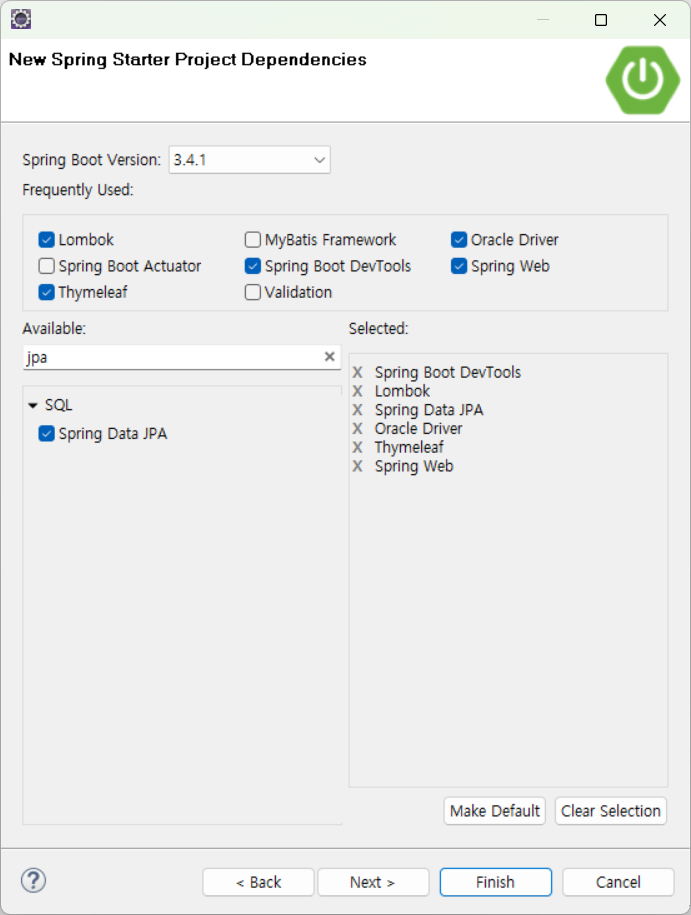 New Spring Starter Project Dependencies
Spring Boot Version: 3.4.1
Frequently Used:
Lombok MyBatis Framework Oracle Driver
Spring Boot Actuator Spring Boot DevTools Spring Web
Thymeleaf Validation
Available:
jpa
SQL
Spring Data JPA
Selected:
X Spring Boot DevTools
X Lombok
X Spring Data JPA
X Oracle Driver
X Thymeleaf
X Spring Web
Make Default Clear Selection
? < Back Next > Finish Cancel